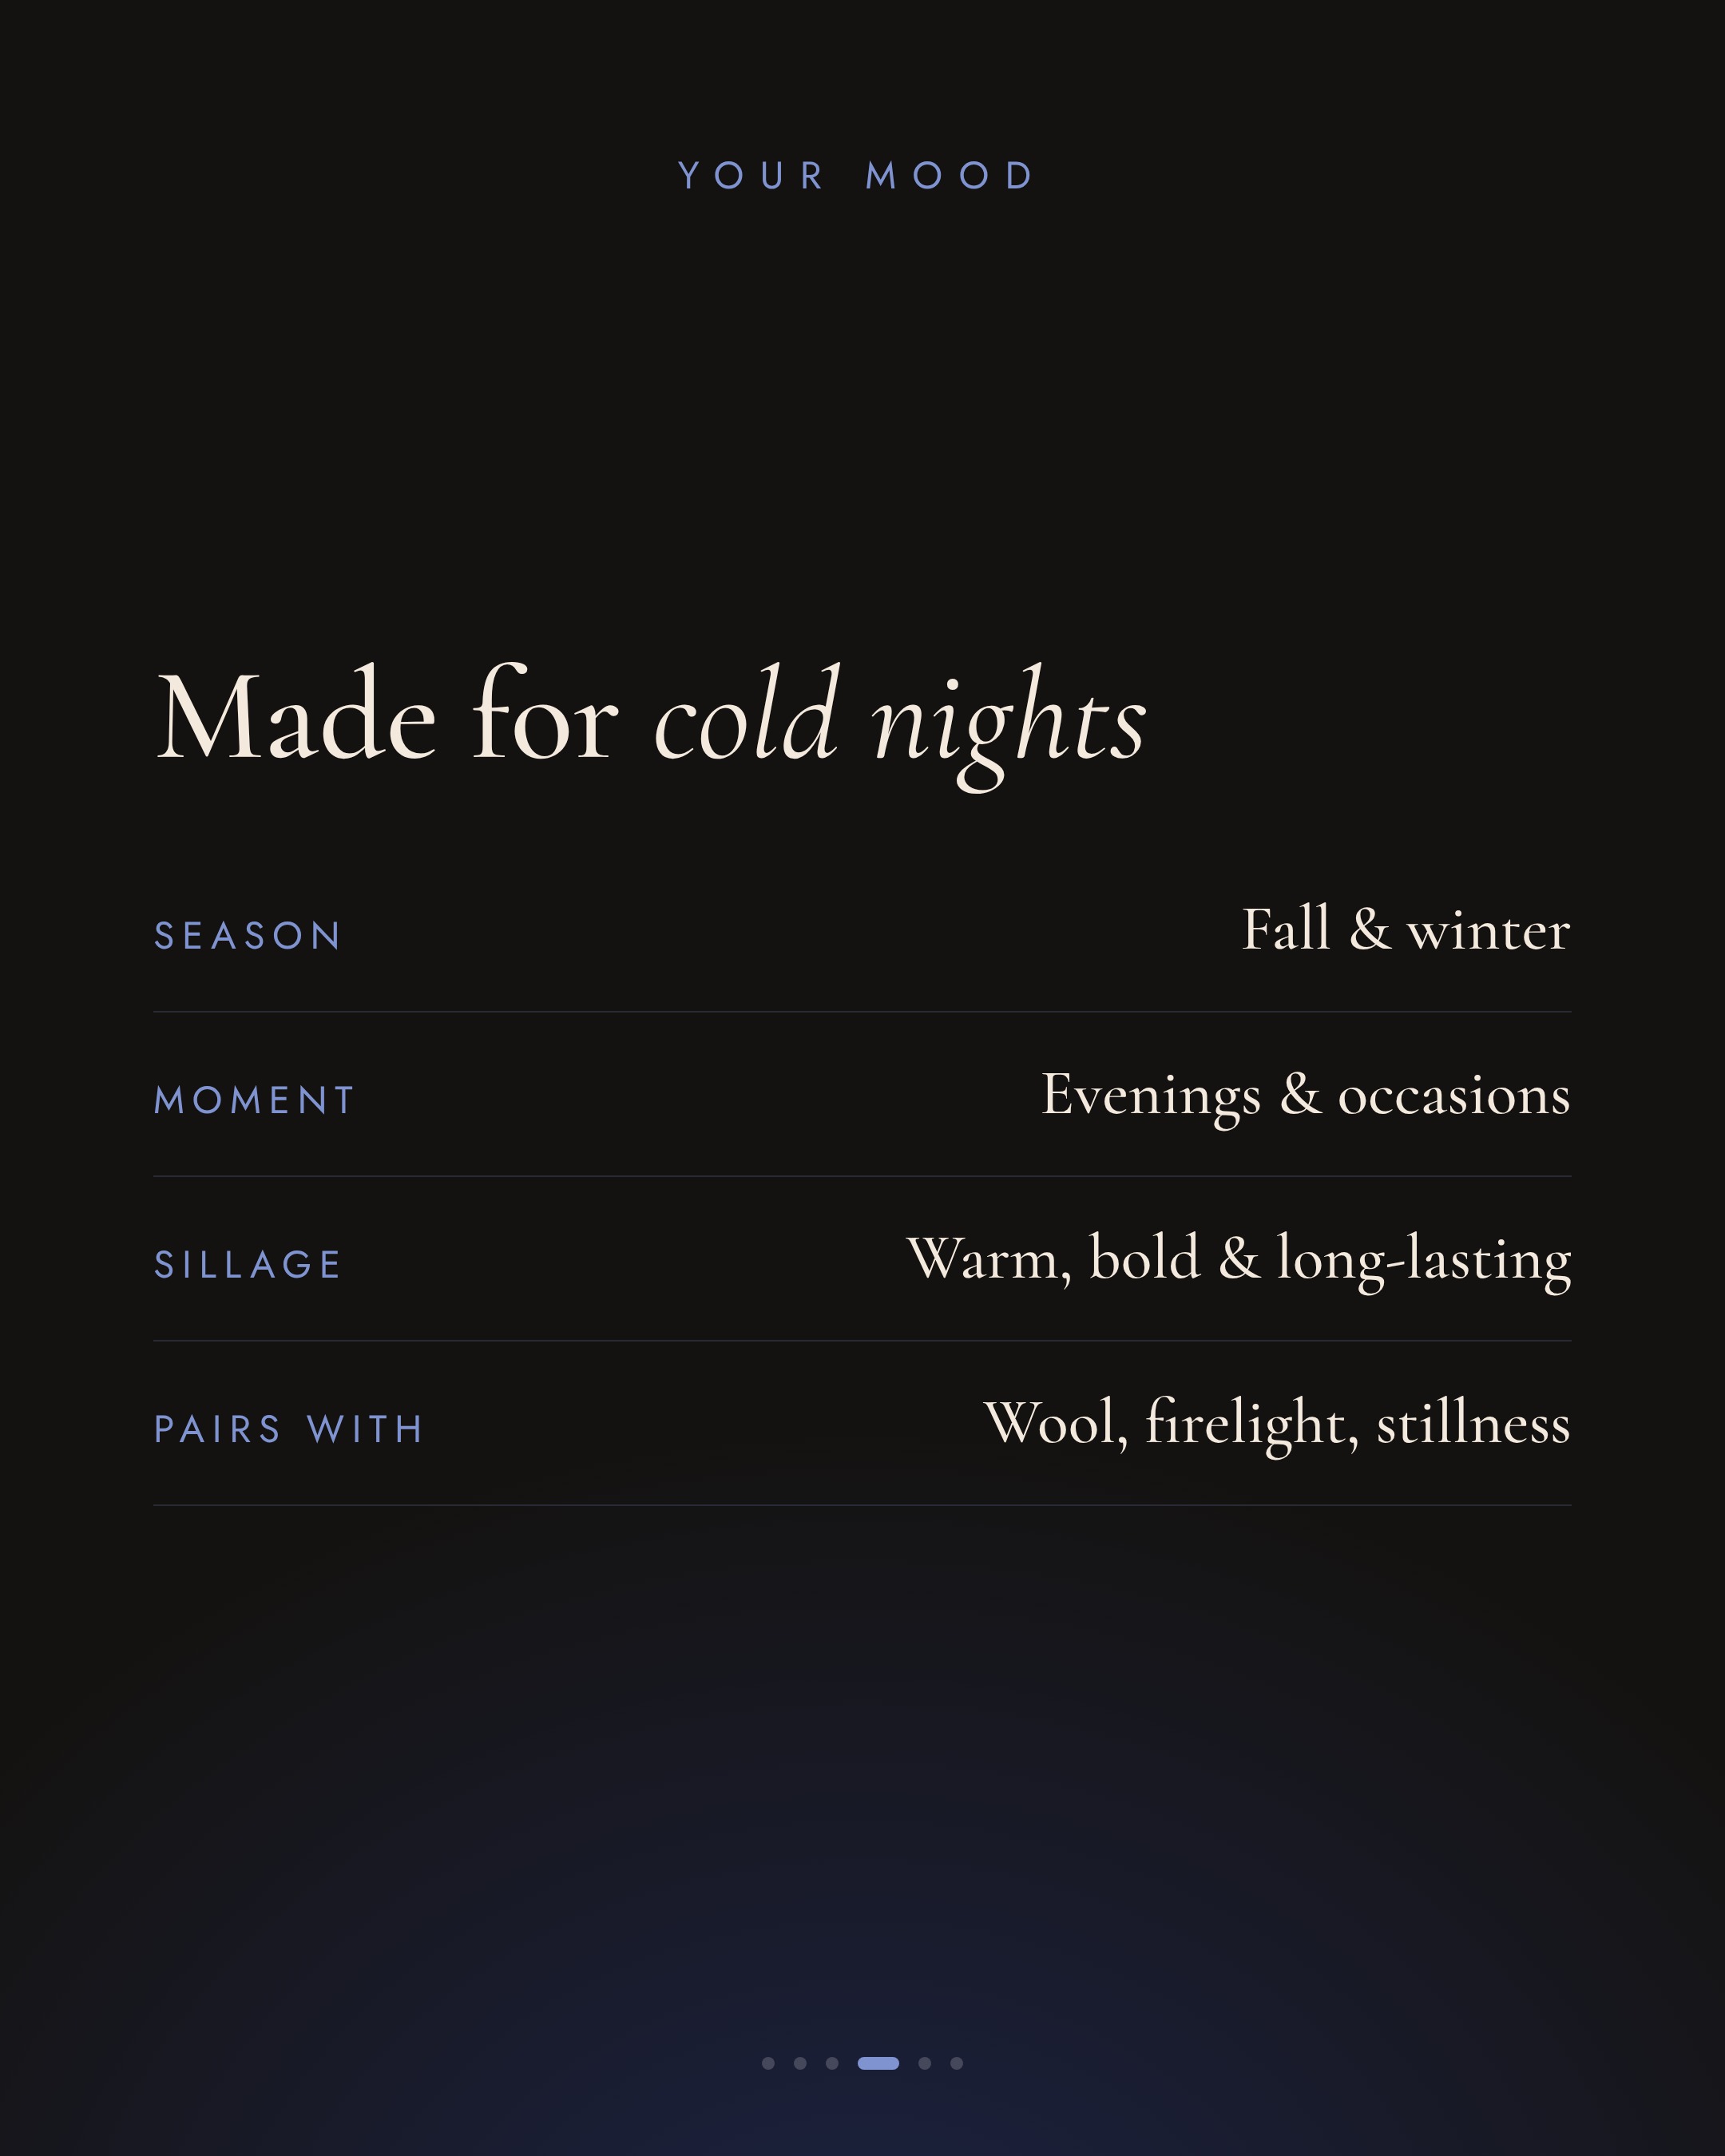 YOUR MOOD
Made for cold nights
SEASON Fall & winter
MOMENT Evenings & occasions
SILLAGE Warm, bold & long-lasting
PAIRS WITH Wool, firelight, stillness